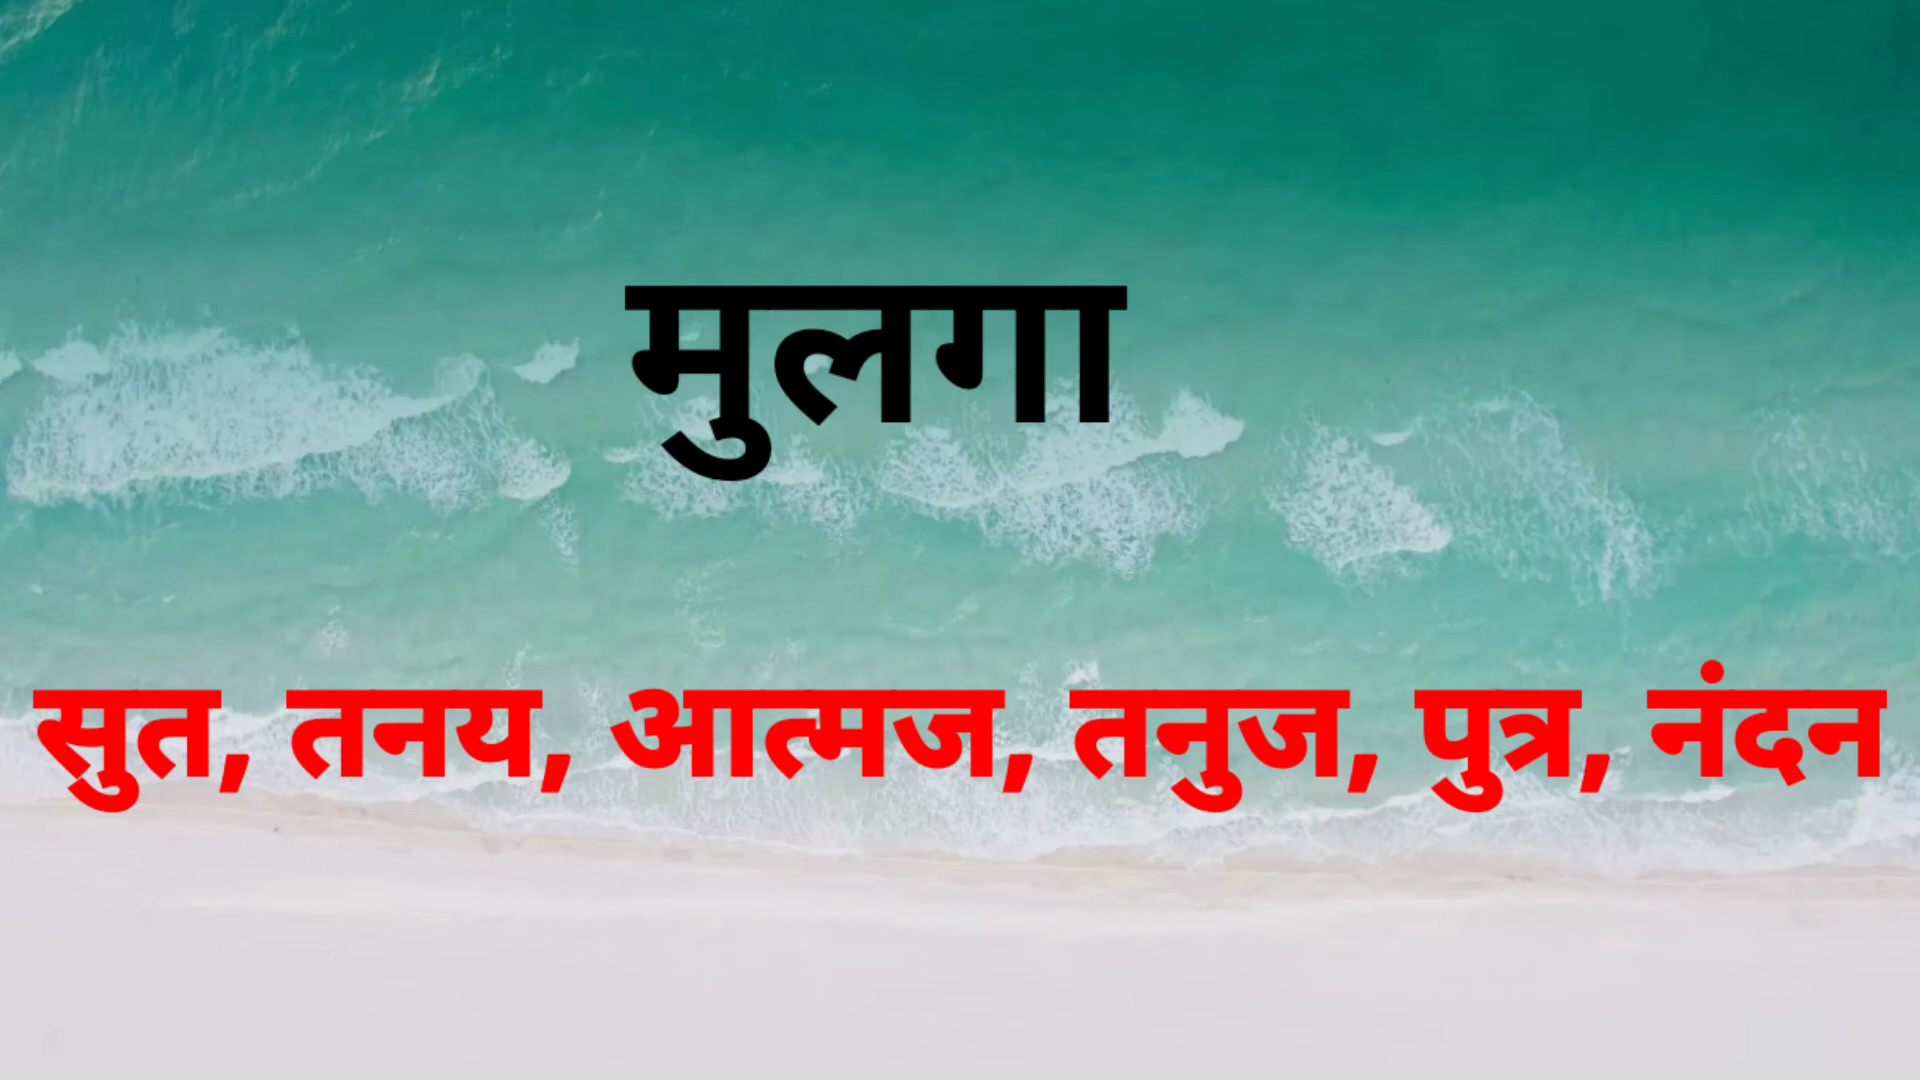 मुलगा
सुत, तनय, आत्मज, तनुज, पुत्र, नंदन